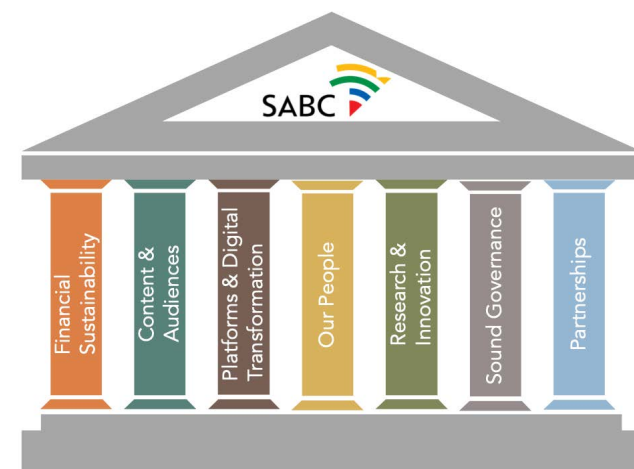 SABC
Financial
Sustainability
Content &
Audiences
Platforms & Digital
Transformation
Our People
Research &
Innovation
Sound Governance
Partnerships